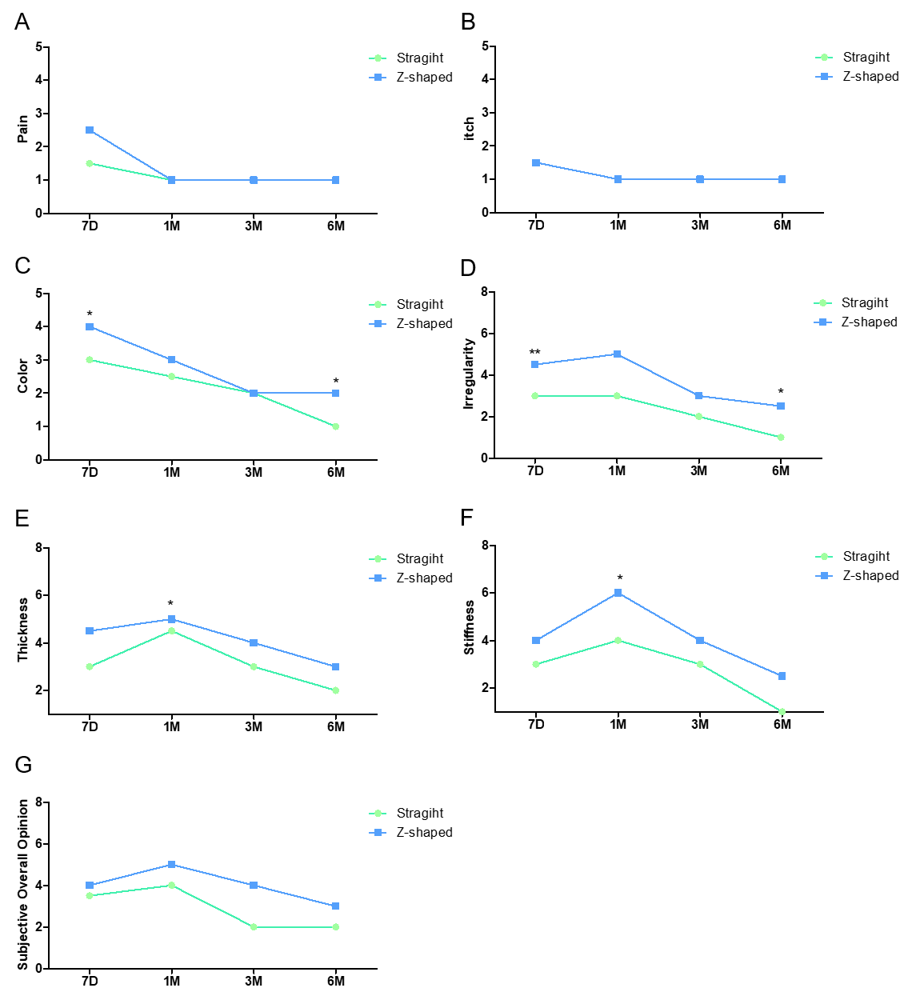 A
5
4
3
2
1
0
Pain
7D
1M
3M
6M
Stragiht
Z-shaped
B
5
4
3
2
1
0
itch
7D
1M
3M
6M
Stragiht
Z-shaped
C
5
4
3
2
1
0
Color
*
*
7D
1M
3M
6M
Stragiht
Z-shaped
D
8
6
4
2
0
Irregularity
**
*
7D
1M
3M
6M
Stragiht
Z-shaped
E
8
6
4
2
Thickness
*
7D
1M
3M
6M
Stragiht
Z-shaped
F
8
6
4
2
Stiffness
*
7D
1M
3M
6M
Stragiht
Z-shaped
G
8
6
4
2
0
Subjective Overall Opinion
7D
1M
3M
6M
Stragiht
Z-shaped